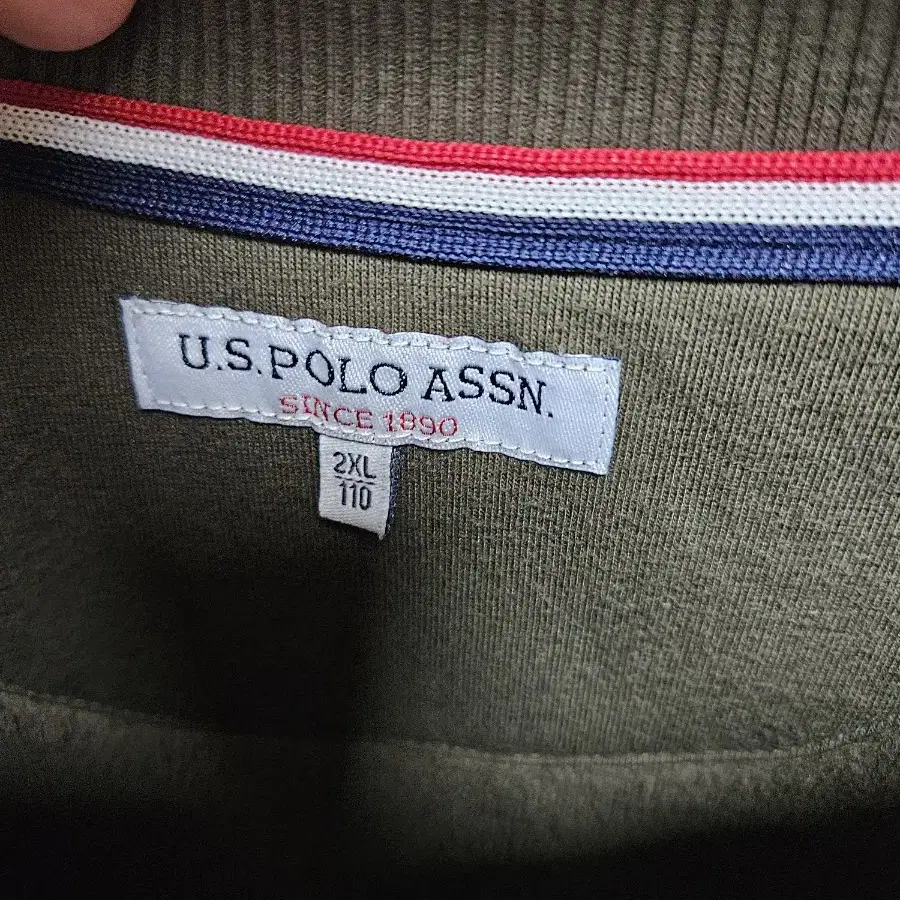 U.S. POLO ASSN.
SINCE 1890
2XL
110